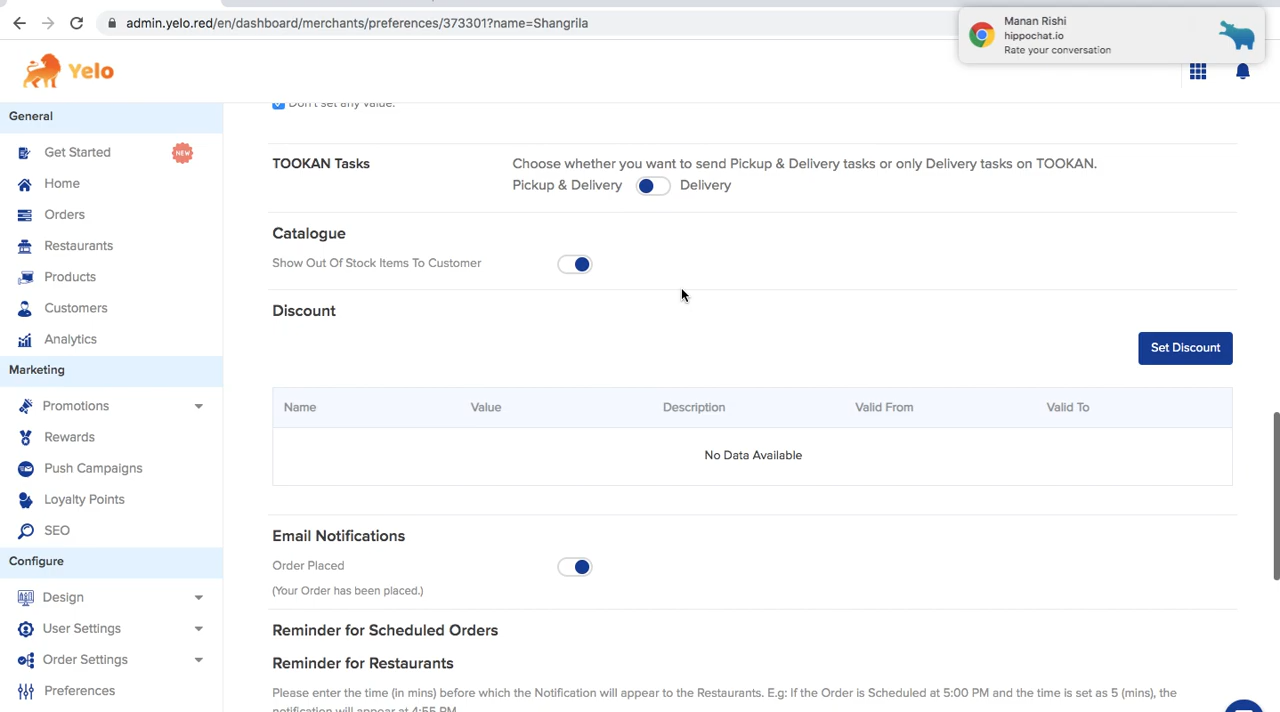 admin.yelo.red/en/dashboard/merchants/preferences/373301?name=Shangrila
Manan Rishi
hippochat.io
Rate your conversation
Yelo
General
Get Started
NEW
Home
Orders
Restaurants
Products
Customers
Analytics
Marketing
Promotions
Rewards
Push Campaigns
Loyalty Points
SEO
Configure
Design
User Settings
Order Settings
Preferences
Don't set any value.
TOOKAN Tasks
Choose whether you want to send Pickup & Delivery tasks or only Delivery tasks on TOOKAN.
Pickup & Delivery Delivery
Catalogue
Show Out Of Stock Items To Customer
Discount
Set Discount
Name Value Description Valid From Valid To
No Data Available
Email Notifications
Order Placed
(Your Order has been placed.)
Reminder for Scheduled Orders
Reminder for Restaurants
Please enter the time (in mins) before which the Notification will appear to the Restaurants. E.g: If the Order is Scheduled at 5:00 PM and the time is set as 5 (mins), the
notification will appear at 4:55 PM